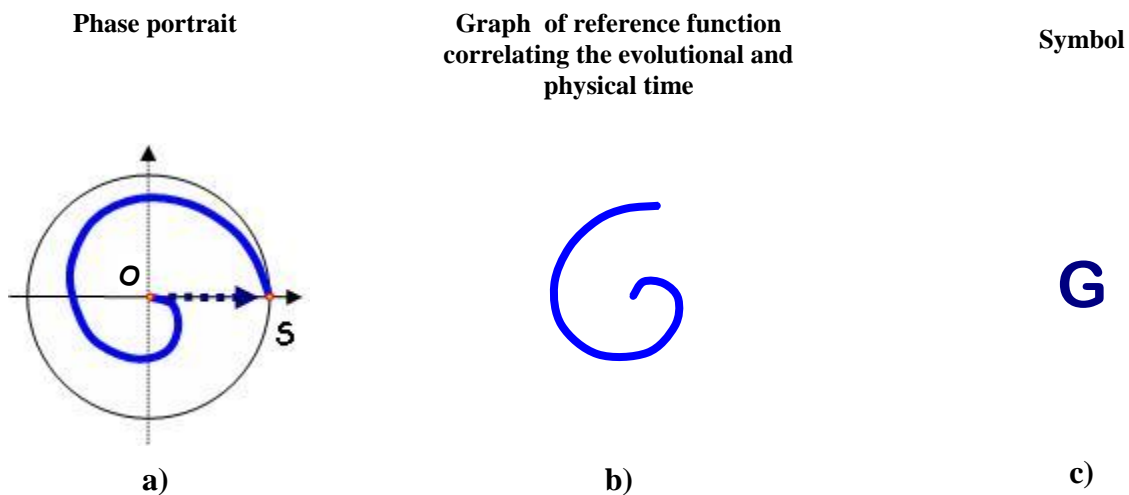 Phase portrait
Graph of reference function
correlating the evolutional and
physical time
Symbol
O
S
G
a)
b)
c)